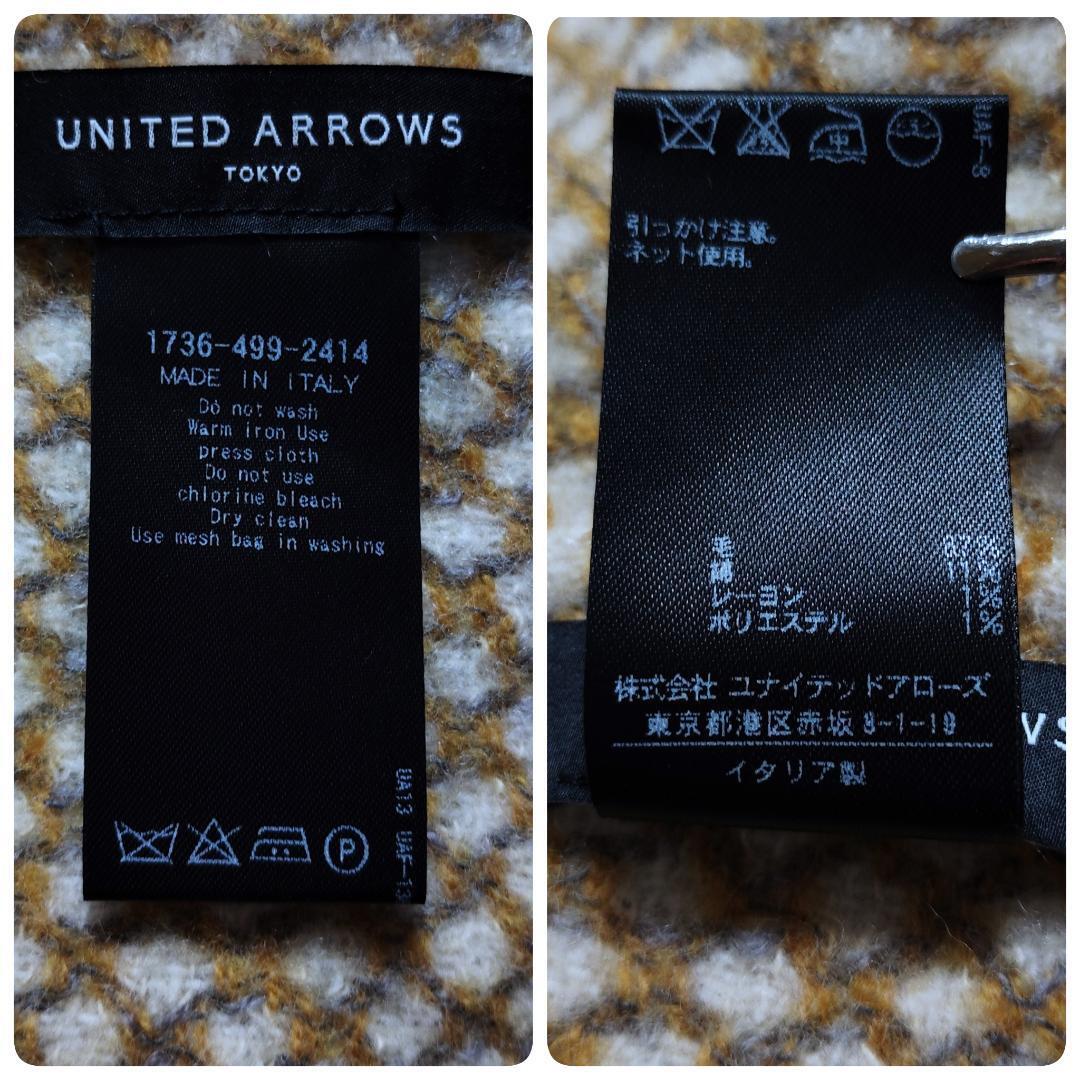 UNITED ARROWS
TOKYO
1736-499-2414
MADE IN ITALY
Do not wash
Warm iron Use
press cloth
Do not use
chlorine bleach
Dry clean
Use mesh bag in washing
UA13 UAF-13
P
中
引っかけ注意。
ネット使用。
毛
綿
レーヨン
ポリエステル
株式会社 ユナイテッドアローズ
東京都港区赤坂 8-1-19
イタリア製